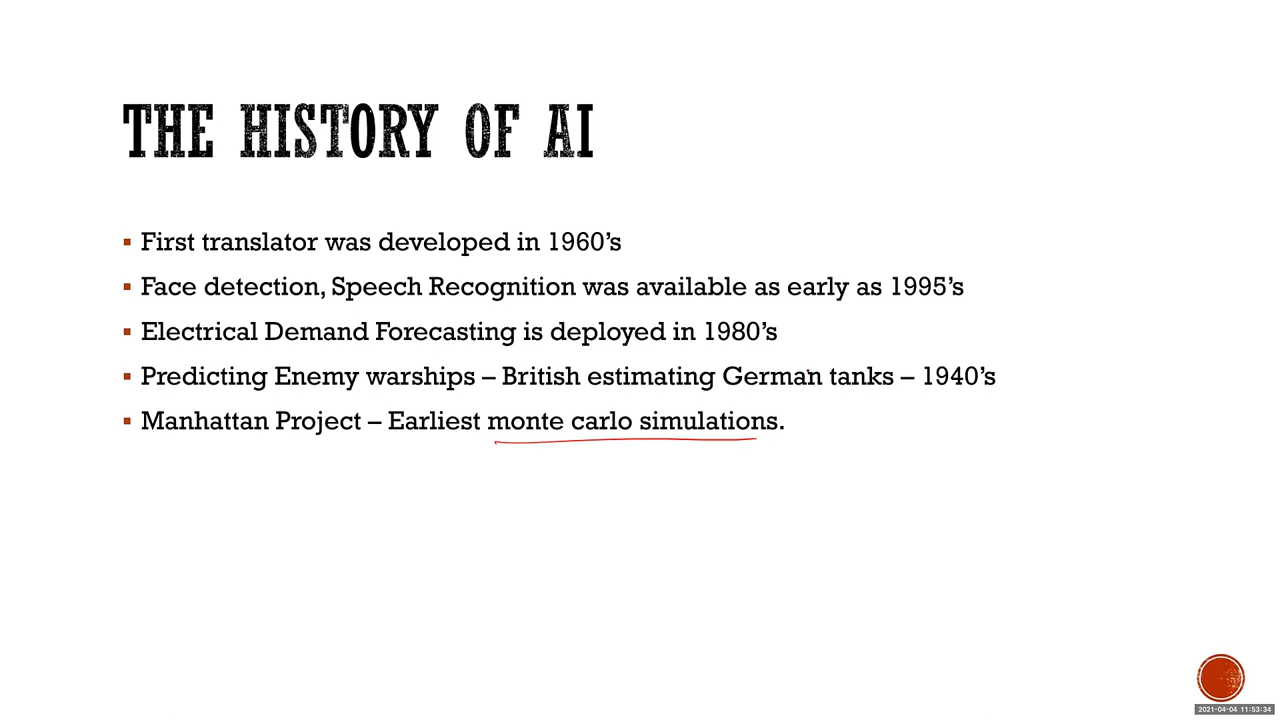 THE HISTORY OF AI
First translator was developed in 1960’s
Face detection, Speech Recognition was available as early as 1995’s
Electrical Demand Forecasting is deployed in 1980’s
Predicting Enemy warships – British estimating German tanks – 1940’s
Manhattan Project – Earliest monte carlo simulations.
2021-04-04 11:53:34